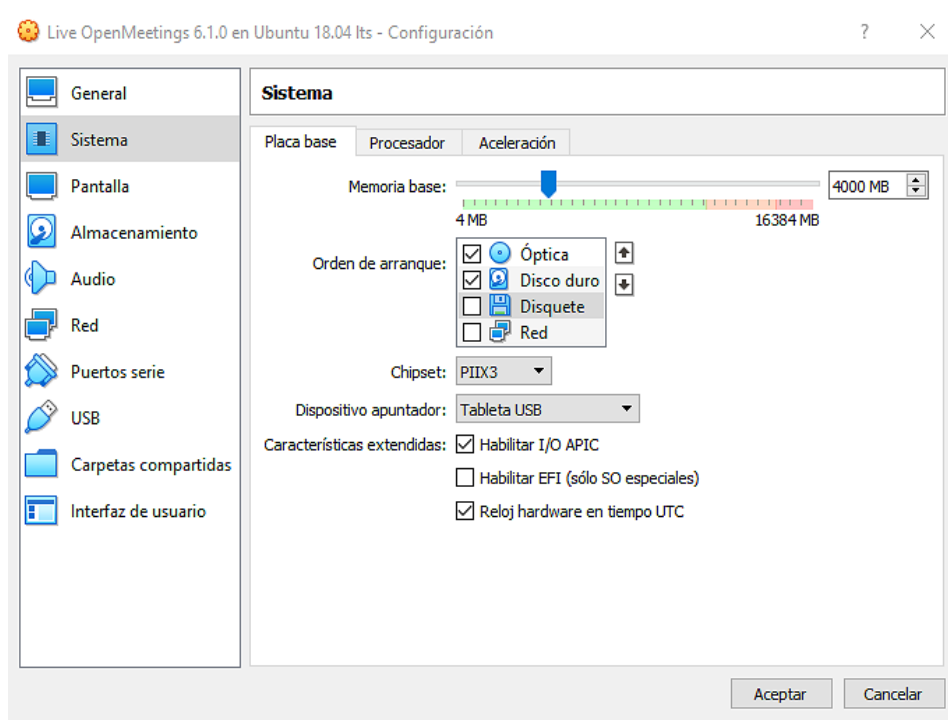 Live OpenMeetings 6.1.0 en Ubuntu 18.04 lts - Configuración ?
General
Sistema
Pantalla
Almacenamiento
Audio
Red
Puertos serie
USB
Carpetas compartidas
Interfaz de usuario
Sistema
Placa base Procesador Aceleración
Memoria base: 4000 MB
4 MB 16384 MB
Orden de arranque: Óptica
Disco duro
Disquete
Red
Chipset: PIIX3
Dispositivo apuntador: Tableta USB
Características extendidas: Habilitar I/O APIC
Habilitar EFI (sólo SO especiales)
Reloj hardware en tiempo UTC
Aceptar Cancelar